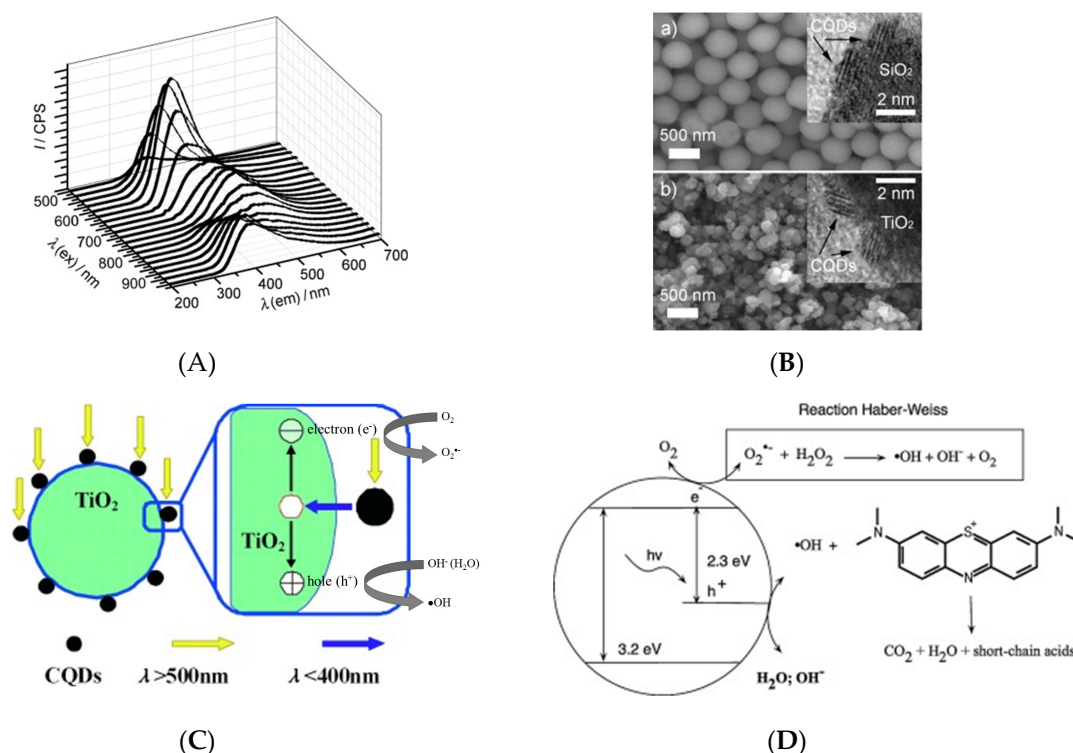 I / CPS
500
600
700
800
900
λ(ex) / nm
200
300
400
500
600
700
λ(em) / nm
(A)
a)
CQDs
SiO₂
2 nm
500 nm
b)
2 nm
TiO₂
CQDs
500 nm
(B)
TiO₂
electron (e⁻)
O₂
O₂•⁻
TiO₂
hole (h⁺)
OH⁻(H₂O)
•OH
CQDs
λ>500nm
λ<400nm
(C)
Reaction Haber-Weiss
O₂
O₂•⁻ + H₂O₂ → •OH + OH⁻ + O₂
e⁻
hv
2.3 eV
h⁺
3.2 eV
H₂O; OH⁻
•OH +
N
S⁺
N
N
CO₂ + H₂O + short-chain acids
(D)